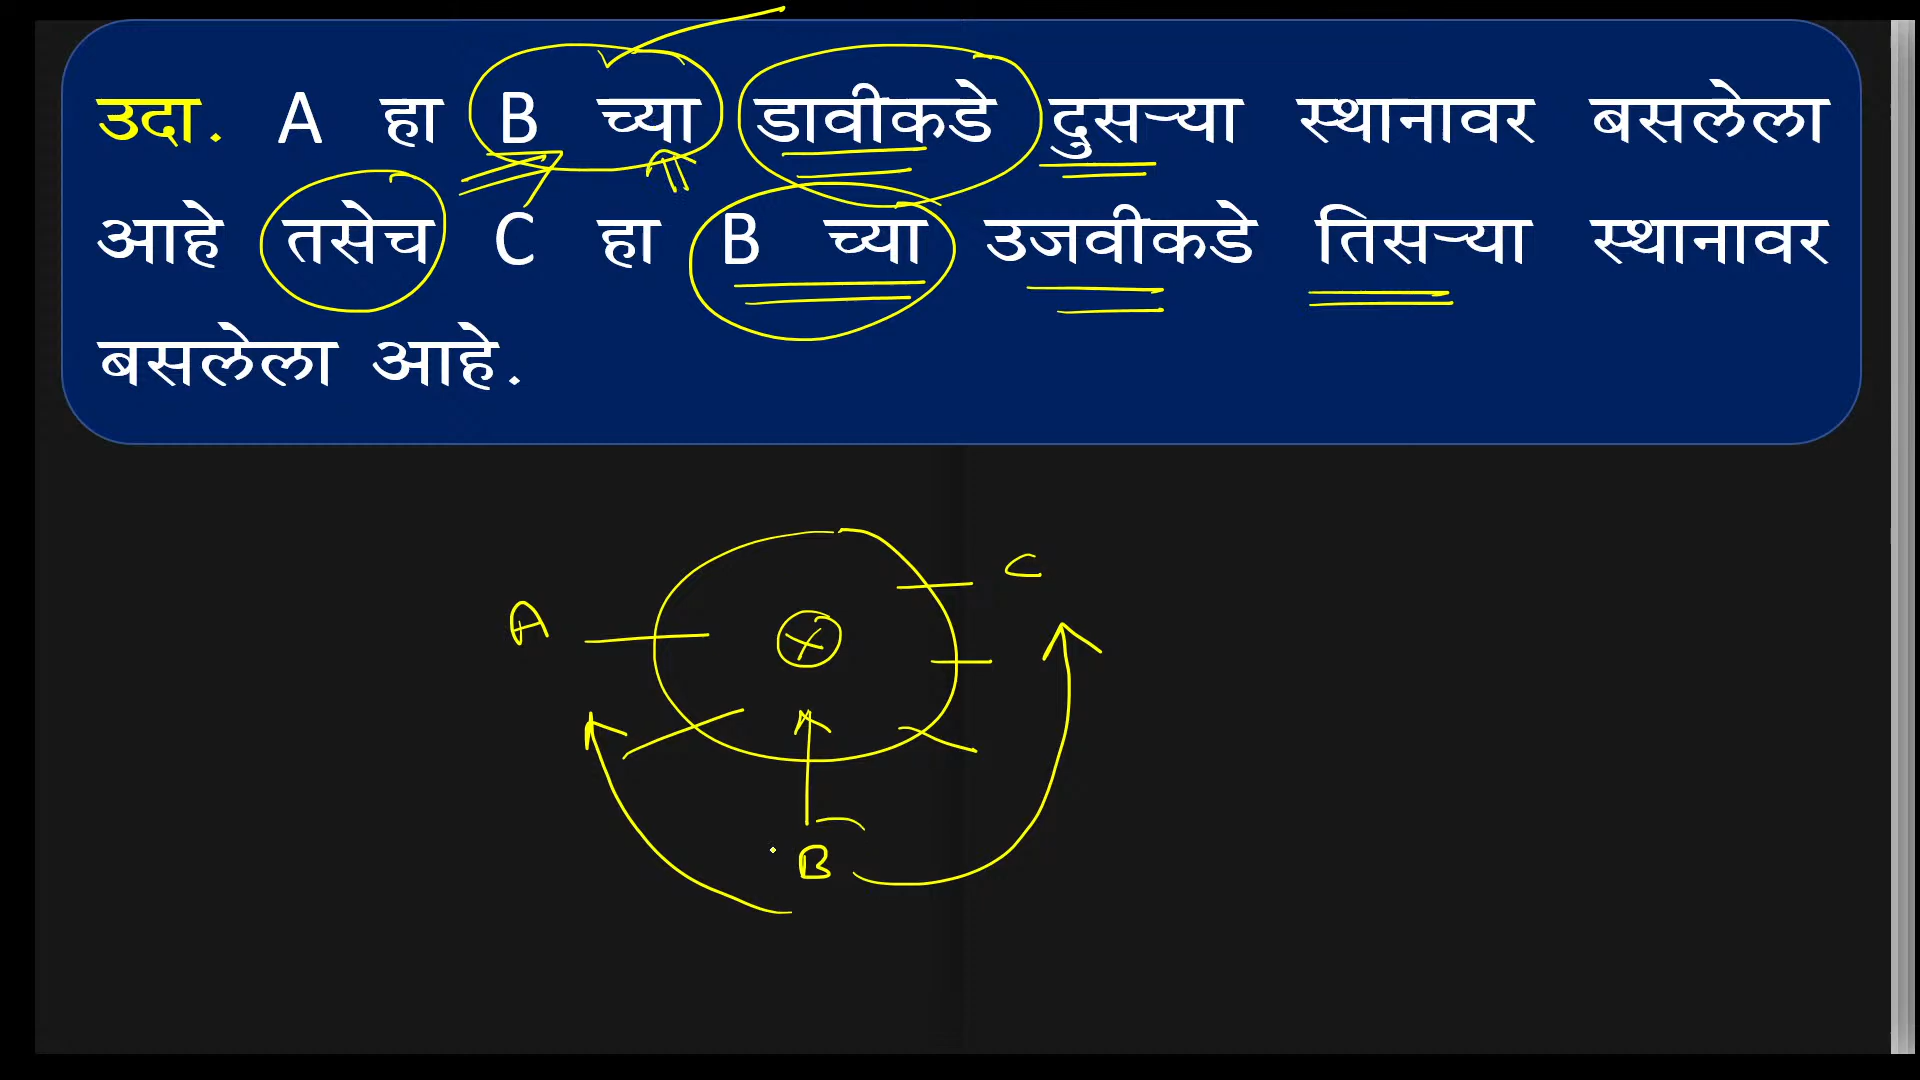 उदा. A हा B च्या डावीकडे दुसऱ्या स्थानावर बसलेला
आहे तसेच C हा B च्या उजवीकडे तिसऱ्या स्थानावर
बसलेला आहे.
C
A
B